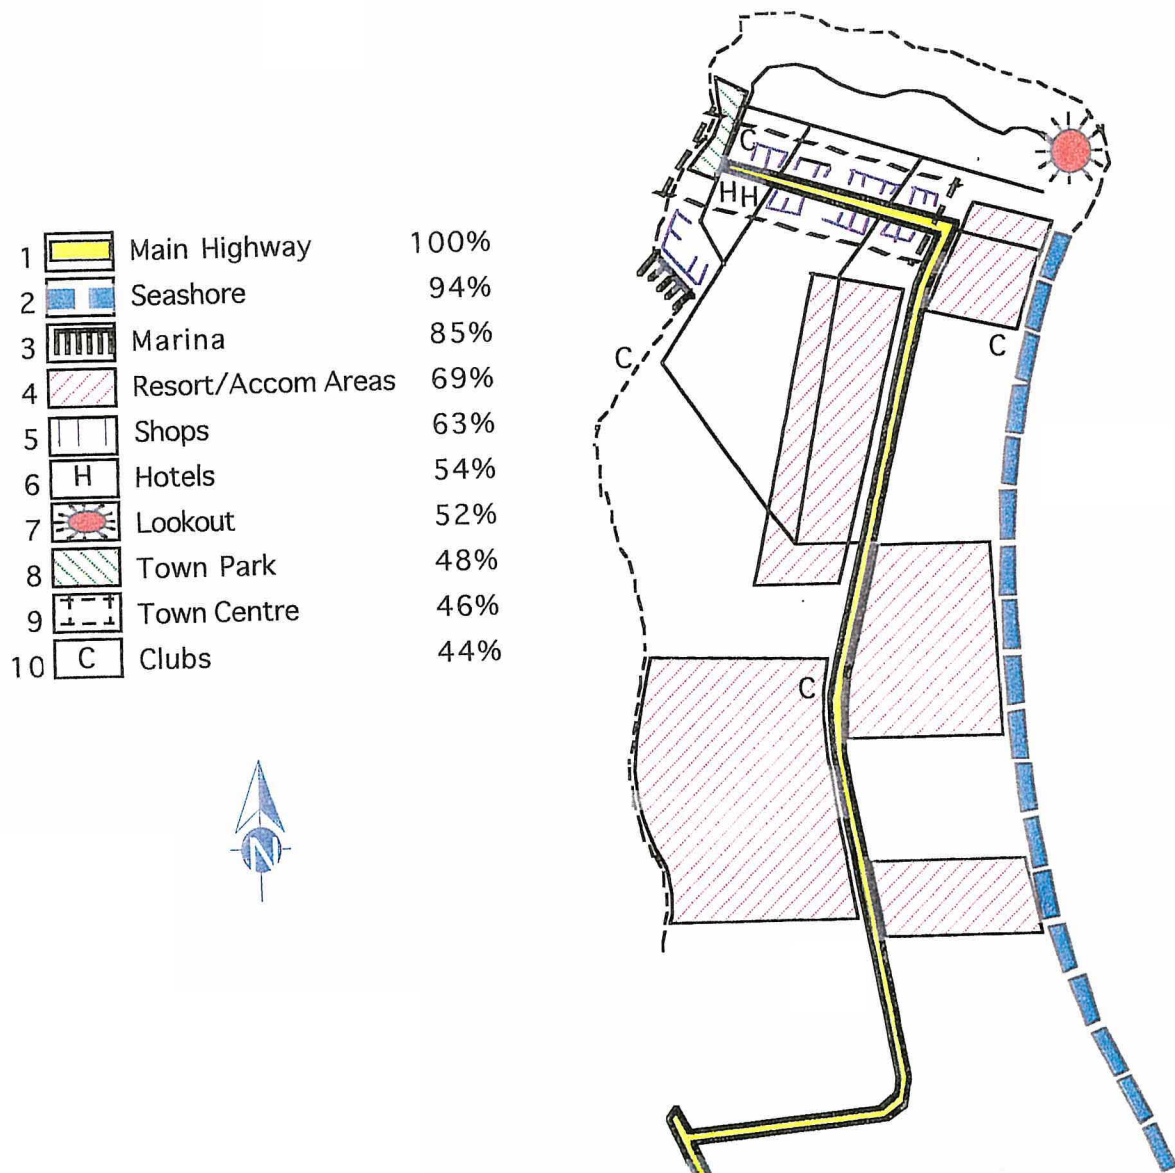 1 Main Highway 100%
2 Seashore 94%
3 Marina 85%
4 Resort/Accom Areas 69%
5 Shops 63%
6 H Hotels 54%
7 Lookout 52%
8 Town Park 48%
9 Town Centre 46%
10 C Clubs 44%
N
C
H H
C
C
C